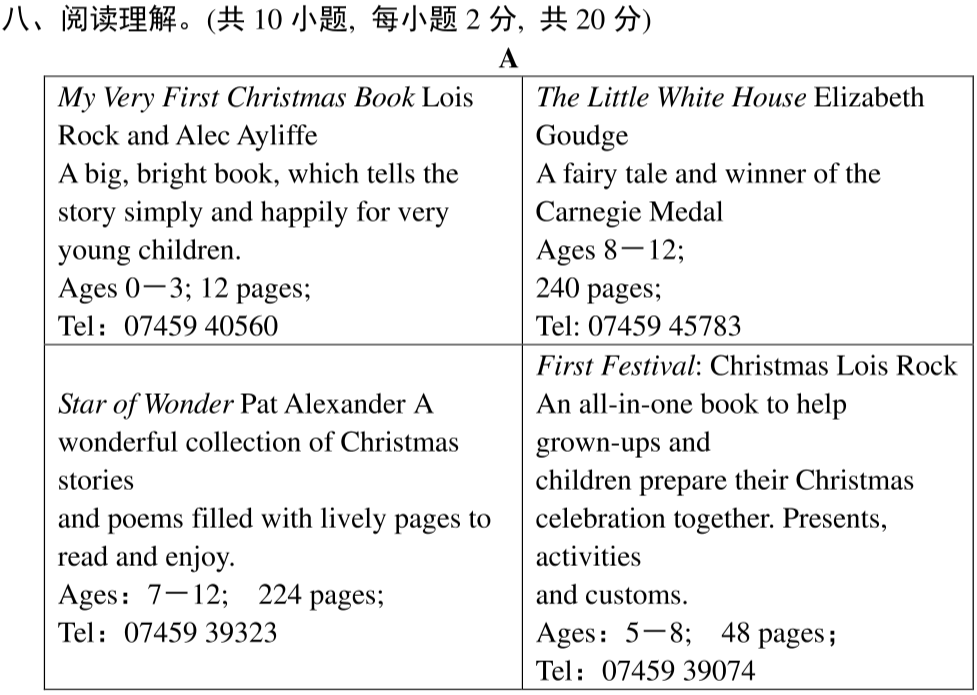 八、阅读理解。(共 10 小题, 每小题 2 分, 共 20 分)
A
My Very First Christmas Book Lois
Rock and Alec Ayliffe
A big, bright book, which tells the
story simply and happily for very
young children.
Ages 0—3; 12 pages;
Tel：07459 40560
The Little White House Elizabeth
Goudge
A fairy tale and winner of the
Carnegie Medal
Ages 8—12;
240 pages;
Tel: 07459 45783
Star of Wonder Pat Alexander A
wonderful collection of Christmas
stories
and poems filled with lively pages to
read and enjoy.
Ages：7—12; 224 pages;
Tel：07459 39323
First Festival: Christmas Lois Rock
An all-in-one book to help
grown-ups and
children prepare their Christmas
celebration together. Presents,
activities
and customs.
Ages：5—8; 48 pages；
Tel：07459 39074